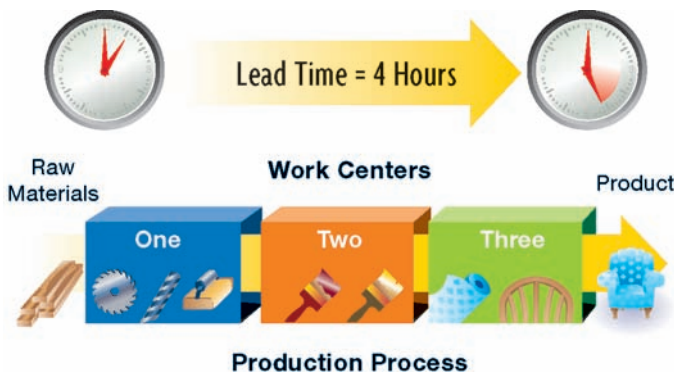 Lead Time = 4 Hours
Raw
Materials
Work Centers
Product
One
Two
Three
Production Process